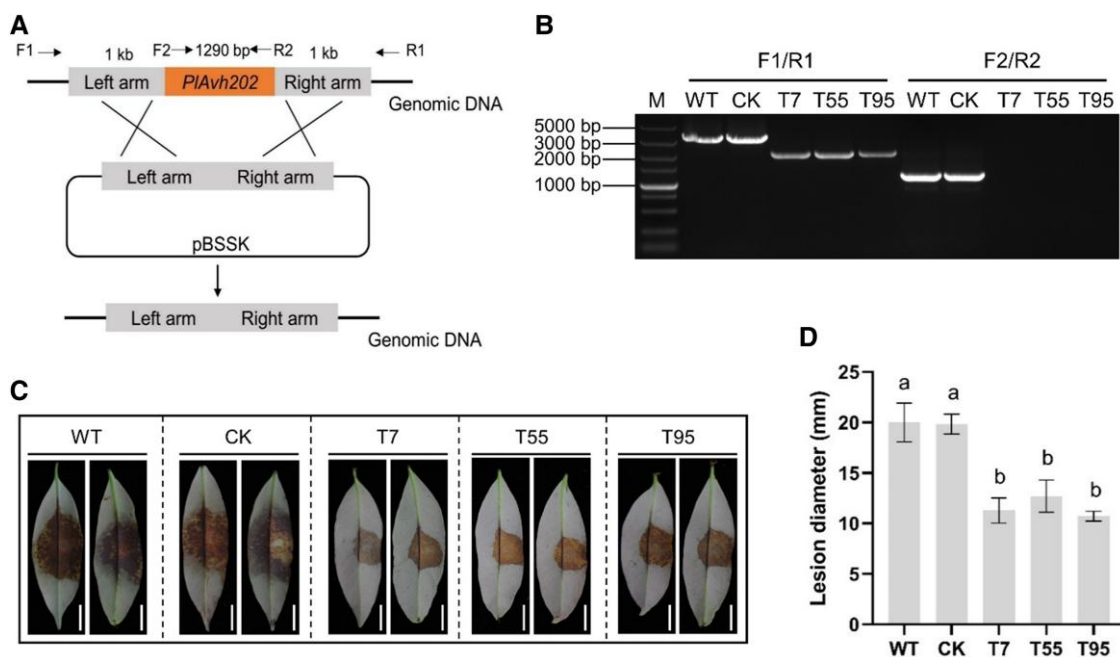 A
F1 1 kb F2 1290 bp R2 1 kb R1
Left arm PlAvh202 Right arm
Genomic DNA
Left arm Right arm
pBSSK
Left arm Right arm
Genomic DNA
B
F1/R1 F2/R2
M WT CK T7 T55 T95 WT CK T7 T55 T95
5000 bp
3000 bp
2000 bp
1000 bp
C
WT CK T7 T55 T95
D
Lesion diameter (mm)
25
20
15
10
5
0
a a b b b
WT CK T7 T55 T95